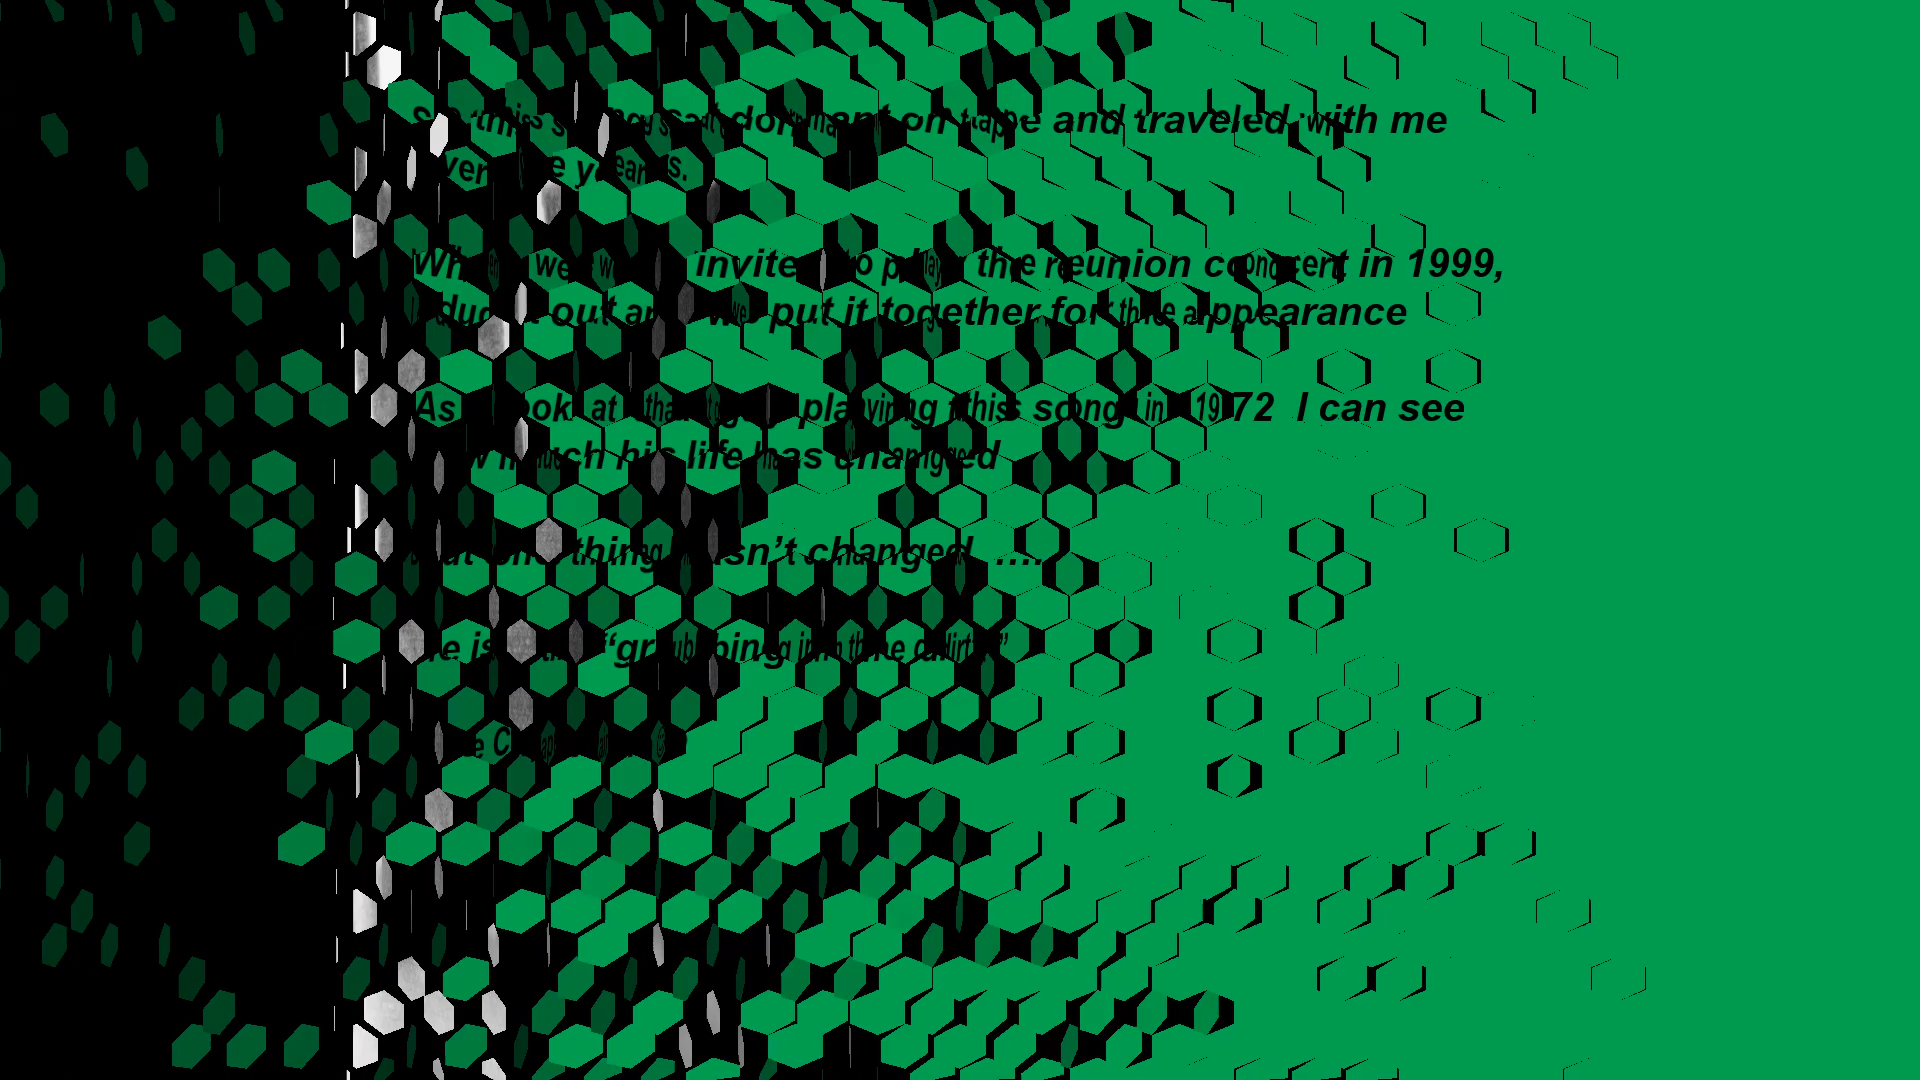 So this song sat dormant on tape and traveled with me
over the years.
When we were invited to play the reunion concert in 1999,
I dug it out and we put it together for the appearance
As I look at that guy playing this song in 1972 I can see
how much his life has changed
But one thing hasn't changed ….
He is still “grubbing in the dirt”